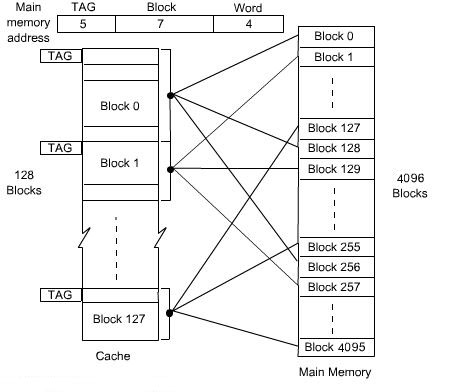 Main memory address
TAG Block Word
5 7 4
TAG
Block 0
TAG
Block 1
128 Blocks
TAG
Block 127
Cache
Block 0
Block 1
Block 127
Block 128
Block 129
4096 Blocks
Block 255
Block 256
Block 257
Block 4095
Main Memory